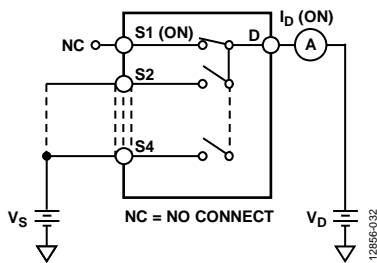 I_D (ON)
NC
S1 (ON)
D
A
S2
S4
V_S
NC = NO CONNECT
V_D
12856-032